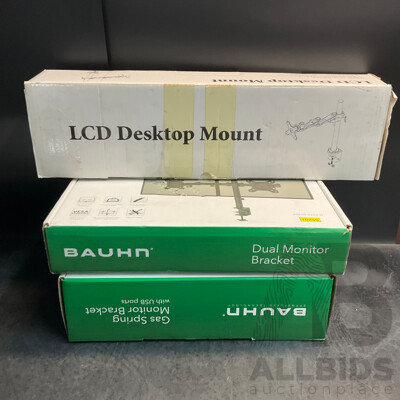 LCD Desktop Mount
LCD Desktop Mount
BAUHN
Dual Monitor
Bracket
Gas Spring
Monitor Bracket
with USB ports
BAUHN
ALLBIDS
auctionplace